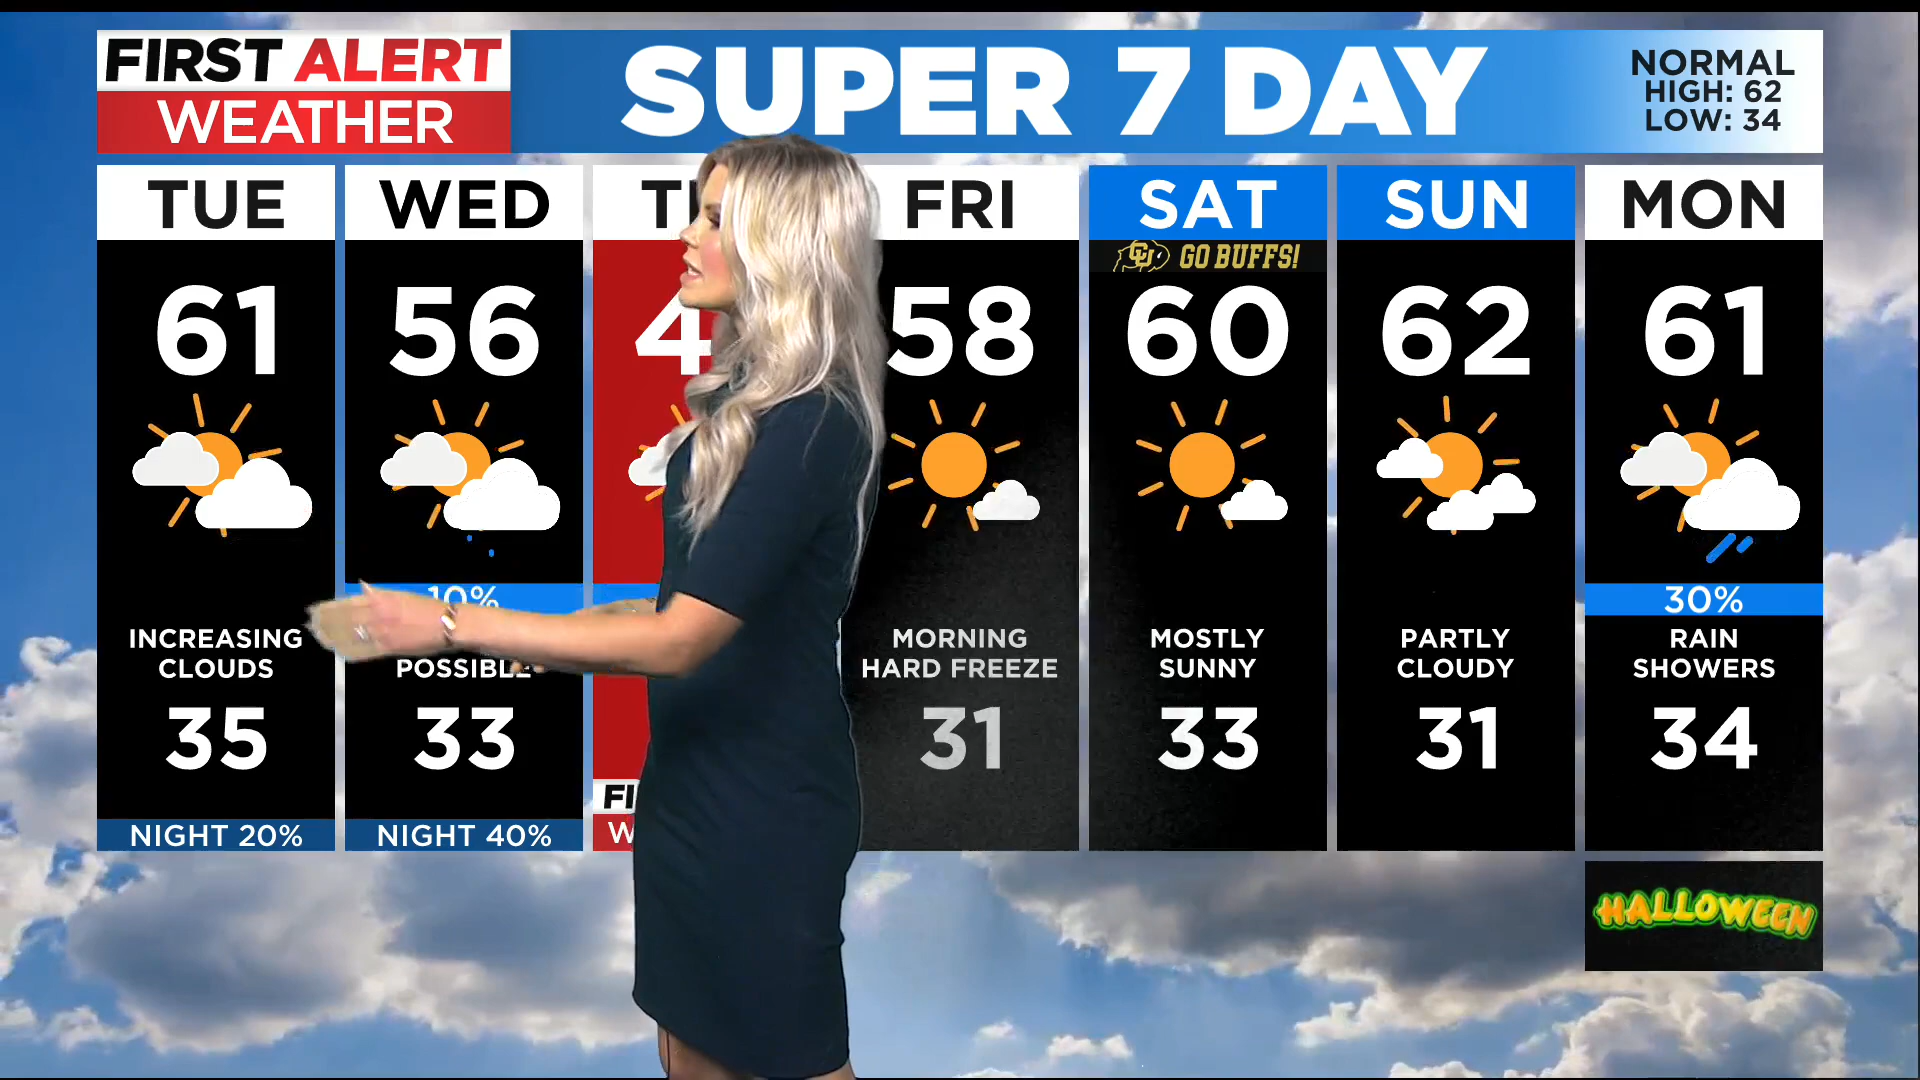 FIRST ALERT
WEATHER
SUPER 7 DAY
NORMAL
HIGH: 62
LOW: 34
TUE
61
INCREASING
CLOUDS
35
NIGHT 20%
WED
56
10%
POSSIBLE
33
NIGHT 40%
FRI
58
MORNING
HARD FREEZE
31
SAT
CU GO BUFFS!
60
MOSTLY
SUNNY
33
SUN
62
PARTLY
CLOUDY
31
MON
61
30%
RAIN
SHOWERS
34
HALLOWEEN